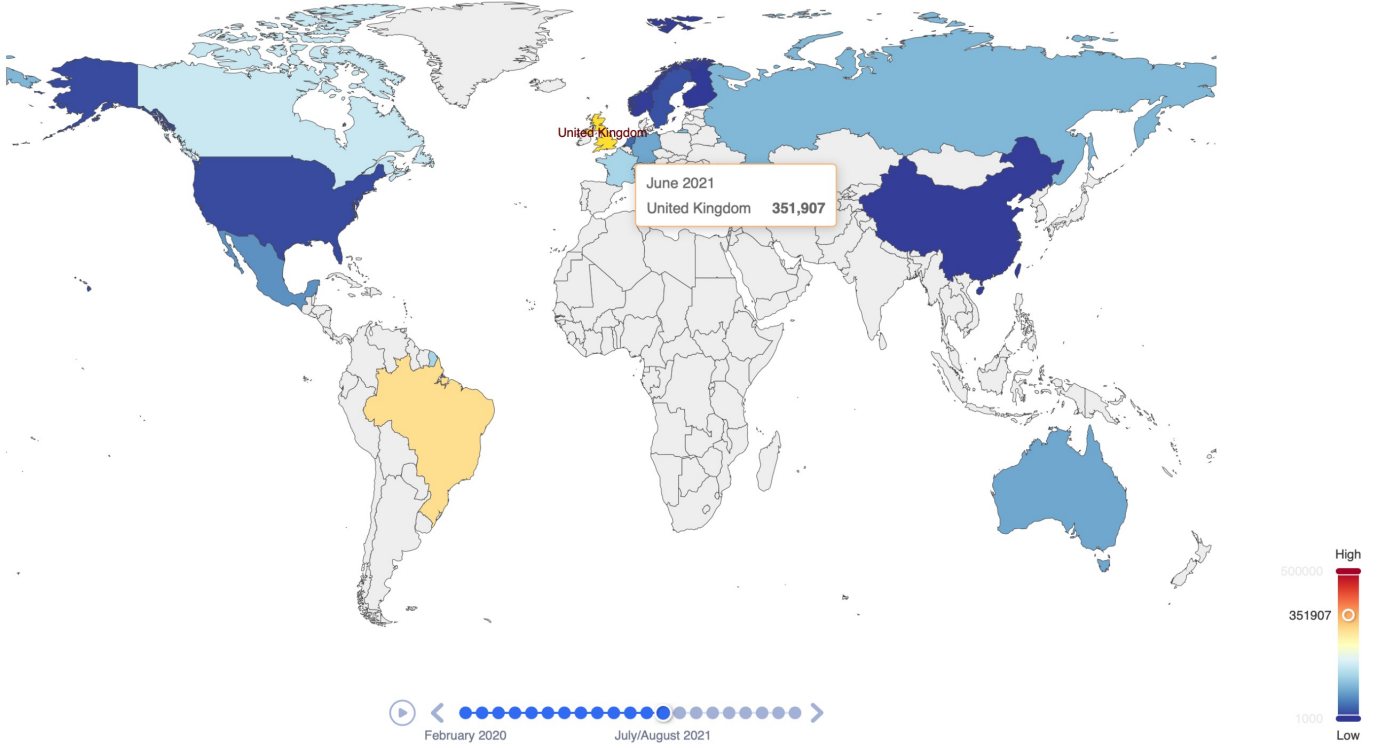 United Kingdom
June 2021
United Kingdom 351,907
High
500000
351907
1000
Low
February 2020
July/August 2021